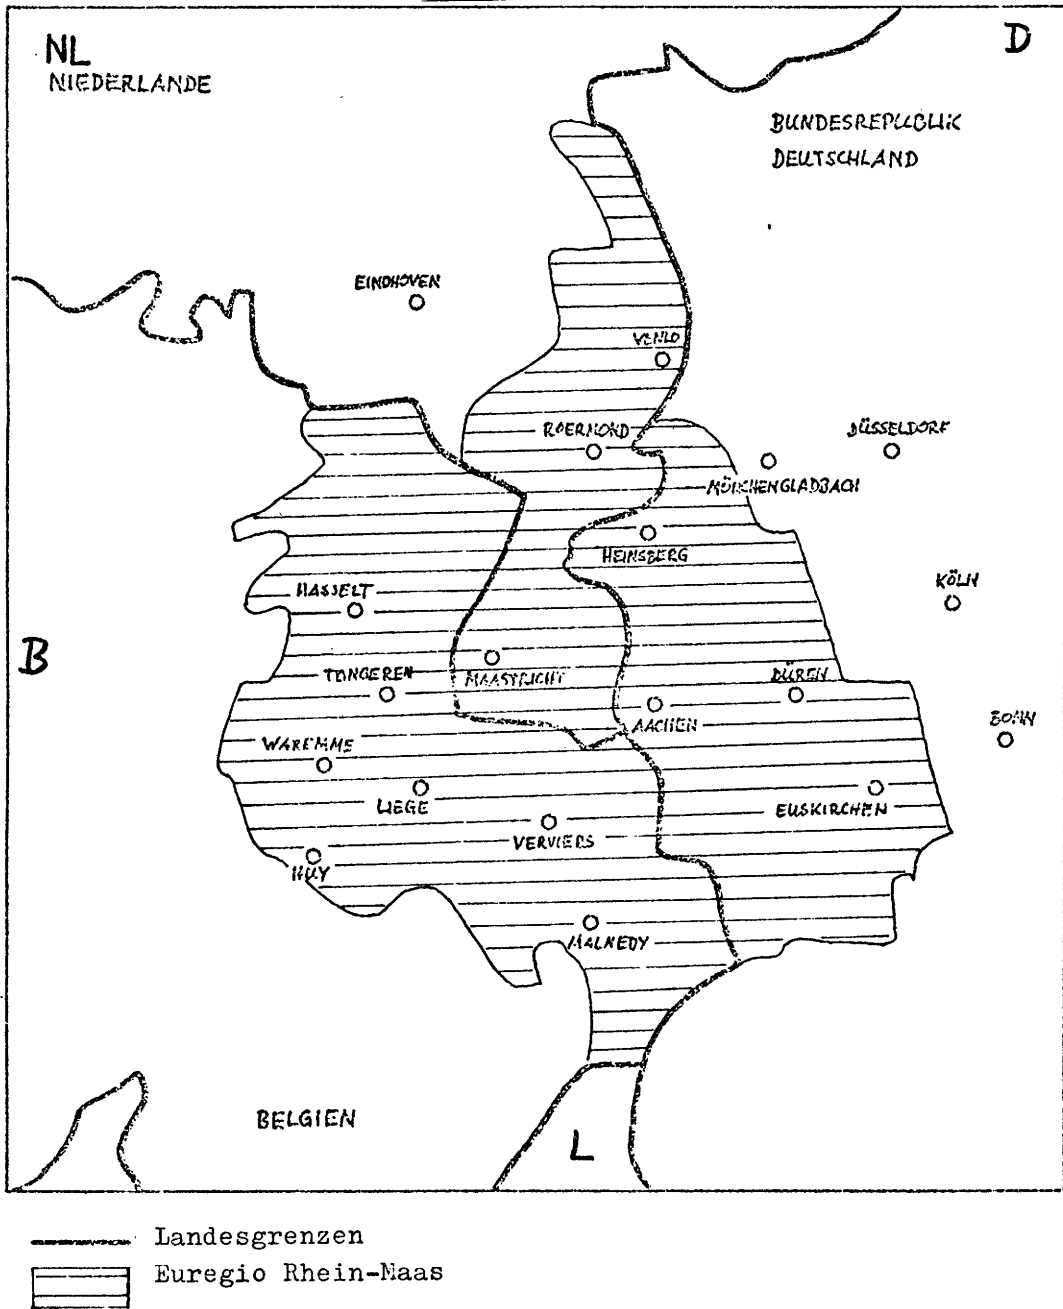 NL
NIEDERLANDE
D
BUNDESREPUBLIK
DEUTSCHLAND
EINDHOVEN
VENLO
ROERMOND
DÜSSELDORF
MÖNCHENGLADBACH
HEINSBERG
HASSELT
KÖLN
B
TONGEREN
MAASTRICHT
DÜREN
AACHEN
BONN
WAREMME
LIEGE
EUSKIRCHEN
VERVIERS
HUY
MALMEDY
BELGIEN
L
Landesgrenzen
Euregio Rhein-Maas